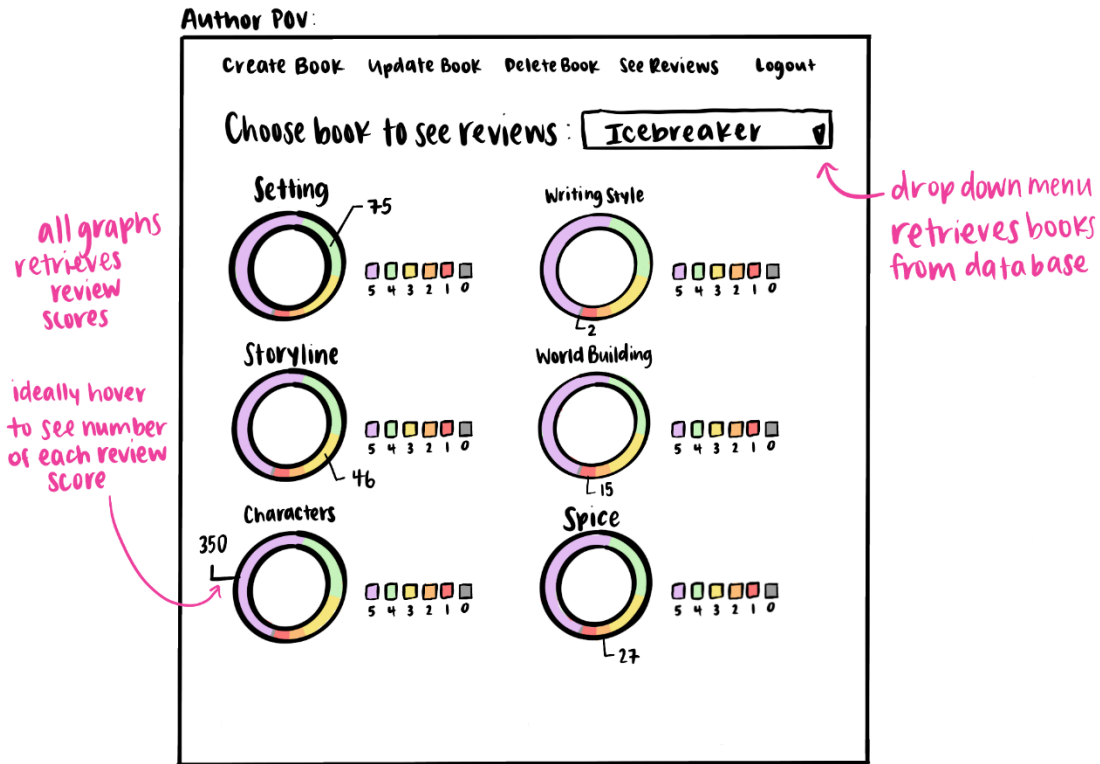 Author POV:
Create Book Update Book Delete Book See Reviews Logout
Choose book to see reviews: Icebreaker
drop down menu
retrieves books
from database
all graphs
retrieves
review
scores
Setting
75
5 4 3 2 1 0
Writing Style
2
5 4 3 2 1 0
Storyline
46
5 4 3 2 1 0
World Building
15
5 4 3 2 1 0
ideally hover
to see number
of each review
score
Characters
350
5 4 3 2 1 0
Spice
27
5 4 3 2 1 0